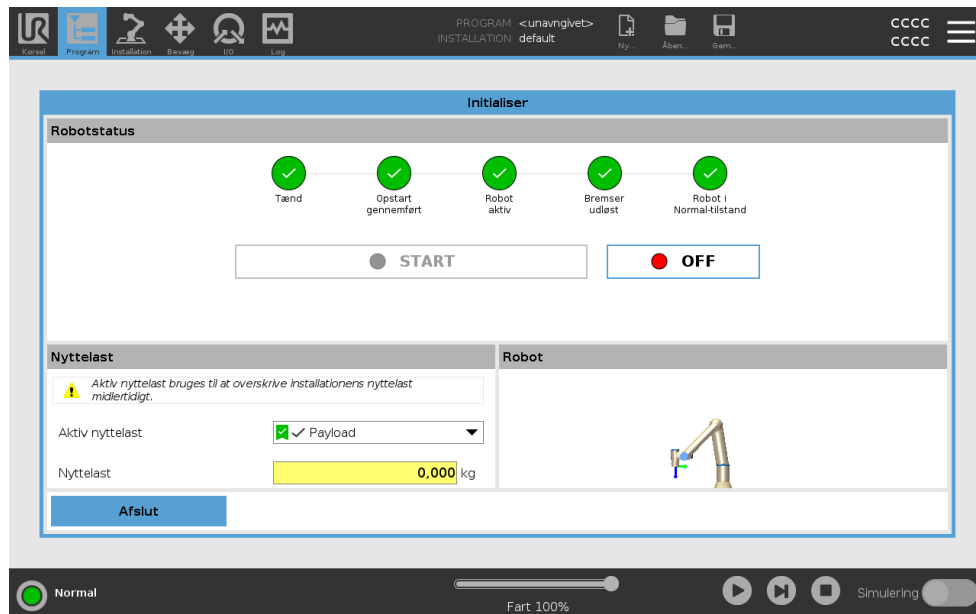 UR
Kørsel
Program
Installation
Bevæg
I/O
Log
PROGRAM <unavngivet>
INSTALLATION default
Ny...
Åben...
Gem...
CCCC
CCCC
Initialiser
Robotstatus
Tænd
Opstart
gennemført
Robot
aktiv
Bremser
udløst
Robot i
Normal-tilstand
START
OFF
Nyttelast
Aktiv nyttelast bruges til at overskrive installationens nyttelast
midlertidigt.
Aktiv nyttelast
Payload
Nyttelast
0,000 kg
Robot
Afslut
Normal
Fart 100%
Simulering